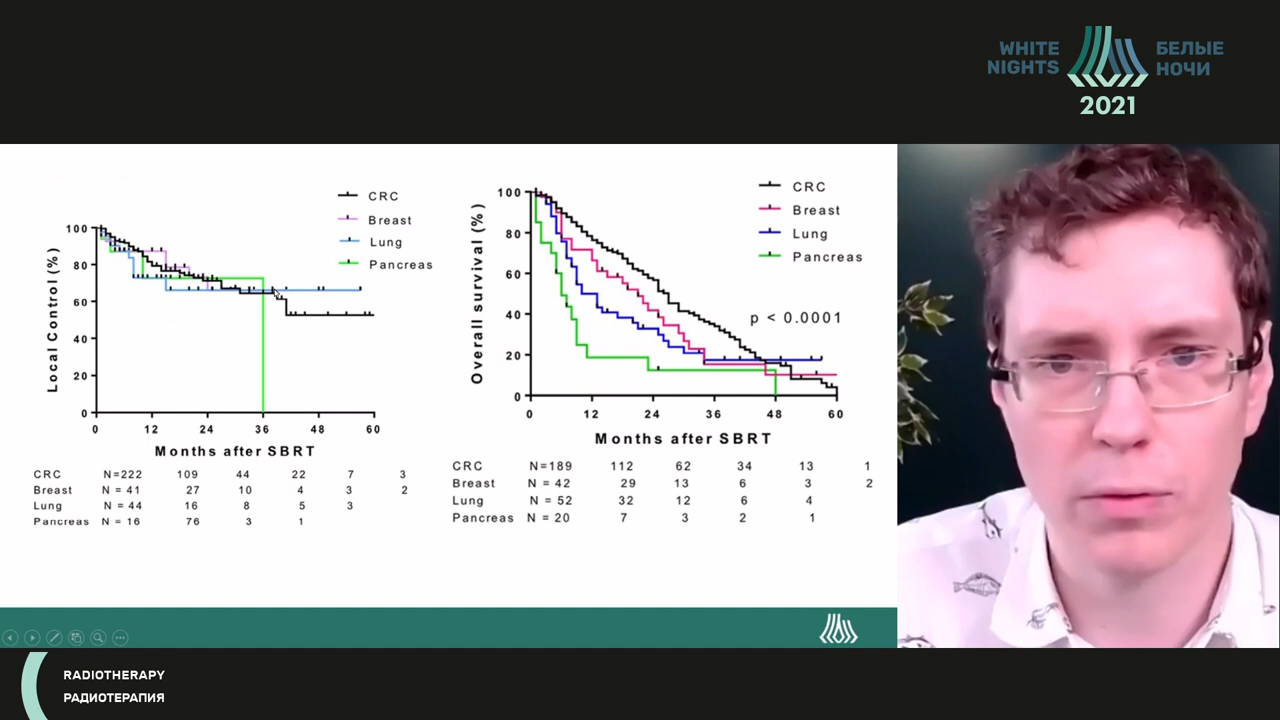 WHITE
NIGHTS
БЕЛЫЕ
НОЧИ
2021
CRC
Breast
Lung
Pancreas
Local Control (%)
100
80
60
40
20
0
0 12 24 36 48 60
Months after SBRT
CRC N=222 109 44 22 7 3
Breast N = 41 27 10 4 3 2
Lung N = 44 16 8 5 3
Pancreas N = 16 76 3 1
CRC
Breast
Lung
Pancreas
p < 0.0001
Overall survival (%)
100
80
60
40
20
0
0 12 24 36 48 60
Months after SBRT
CRC N=189 112 62 34 13 1
Breast N = 42 29 13 6 3 2
Lung N = 52 32 12 6 4
Pancreas N = 20 7 3 2 1
RADIOTHERAPY
РАДИОТЕРАПИЯ